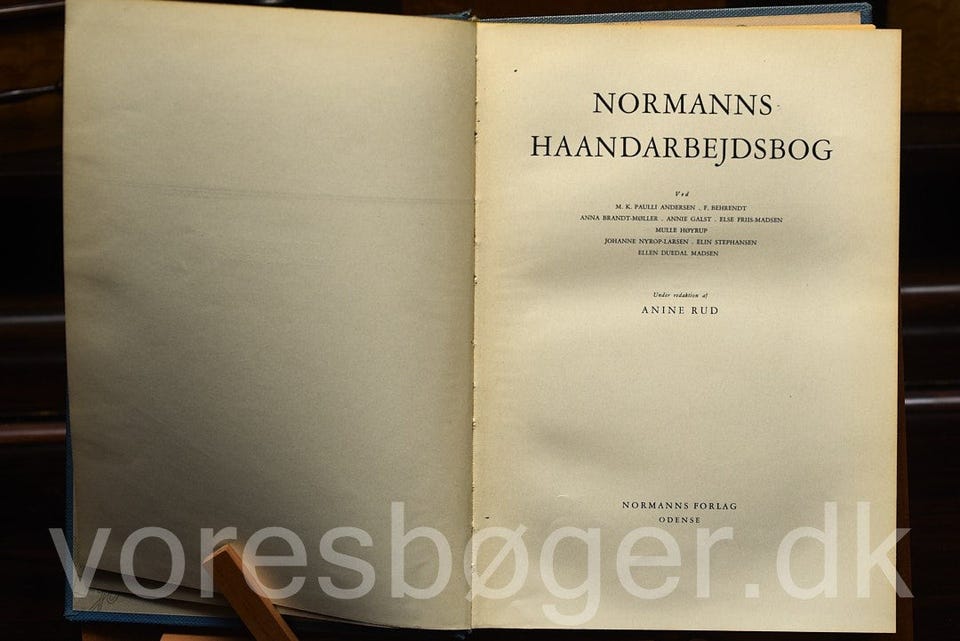 NORMANNS
HAANDARBEJDSBOG
Ved
M. K. PAULLI ANDERSEN . F. BEHRENDT
ANNA BRANDT-MØLLER . ANNIE GALST . ELSE FRIIS-MADSEN
MULLE HØYRUP
JOHANNE NYROP-LARSEN . ELIN STEPHANSEN
ELLEN DUEDAL MADSEN
Under redaktion af
ANINE RUD
NORMANNS FORLAG
ODENSE
voresbøger.dk